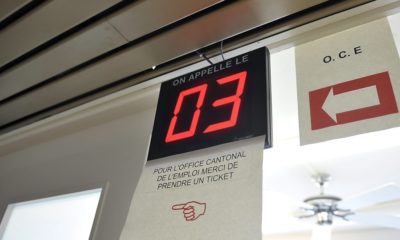 ON APPELLE LE
03
POUR L'OFFICE CANTONAL
DE L'EMPLOI MERCI DE
PRENDRE UN TICKET
O. C. E